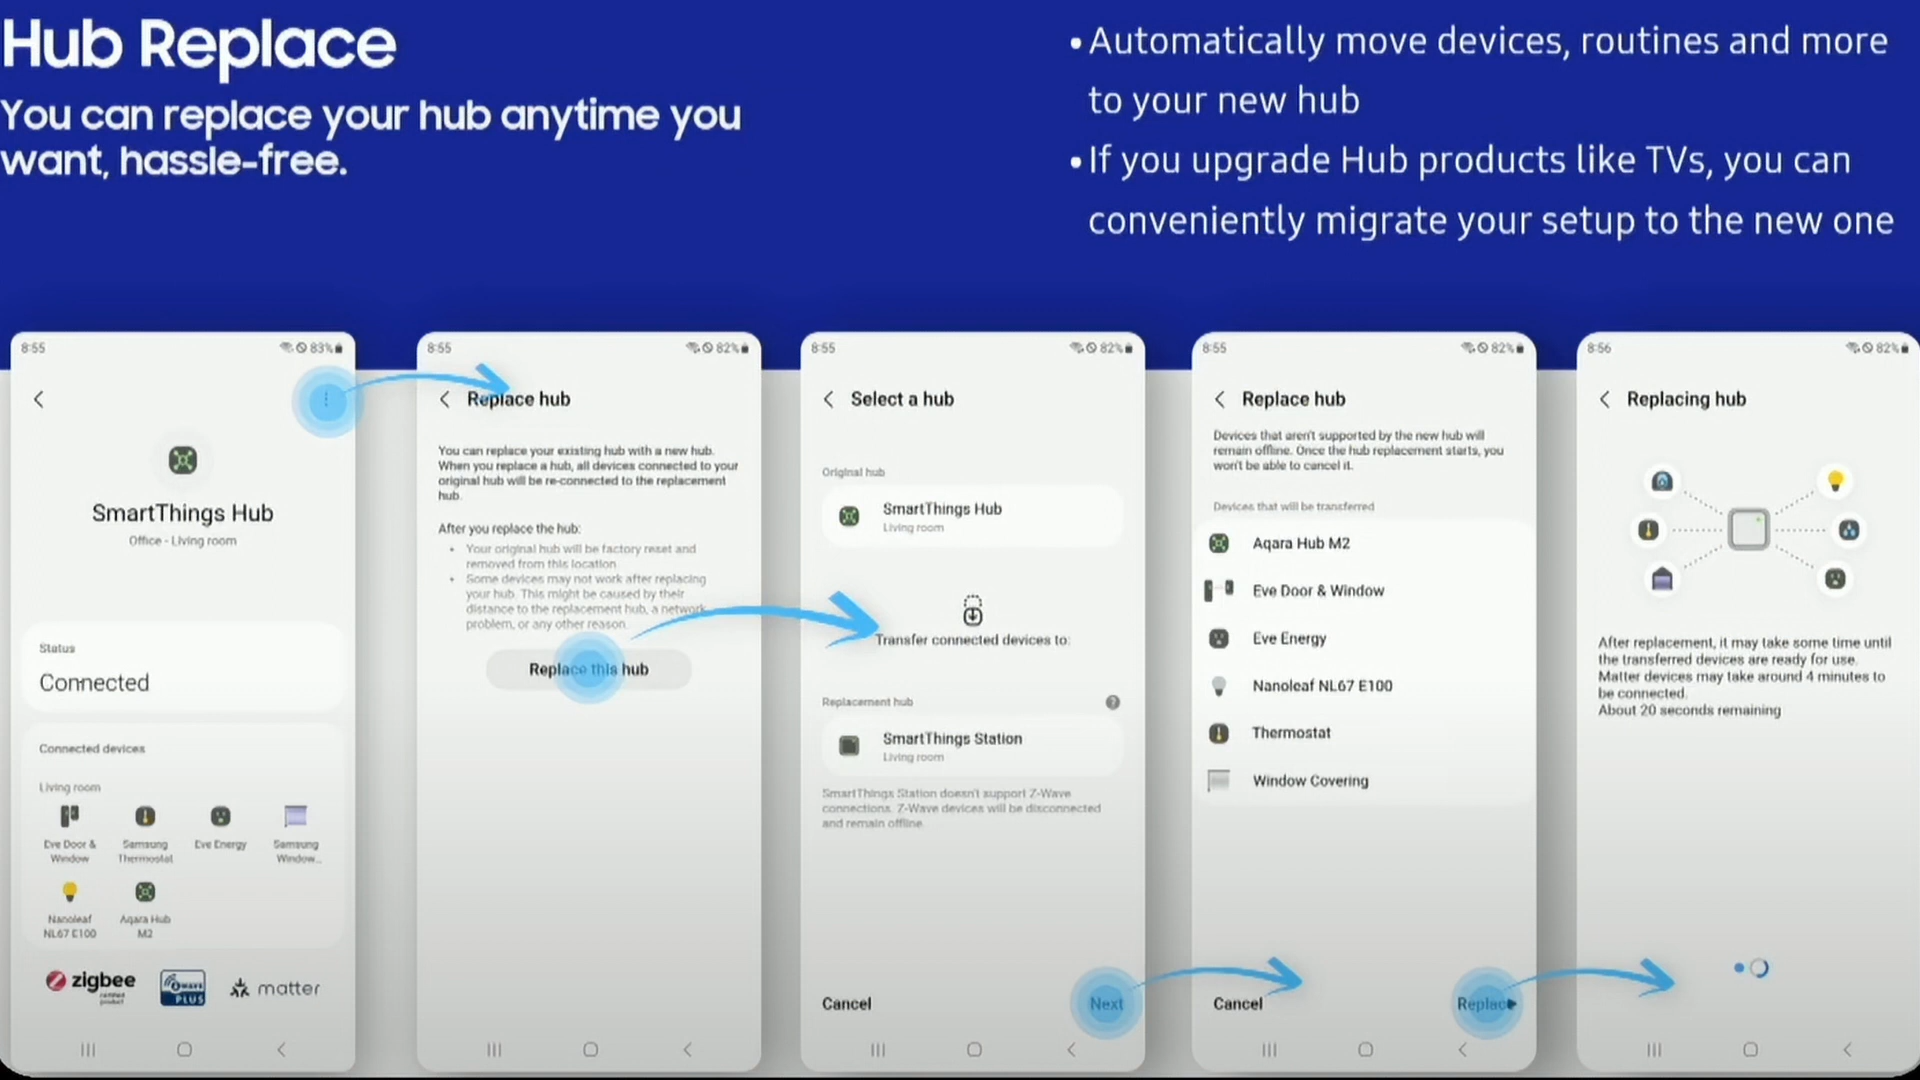 Hub Replace
You can replace your hub anytime you
want, hassle-free.
• Automatically move devices, routines and more
to your new hub
• If you upgrade Hub products like TVs, you can
conveniently migrate your setup to the new one
8:55
83%
SmartThings Hub
Office - Living room
Status
Connected
Connected devices
Living room
Eve Door &
Window
Samsung
Thermostat
Eve Energy
Samsung
Window...
Nanoleaf
NL67 E100
Aqara Hub
M2
zigbee
certified
product
Z-WAVE
PLUS
matter
8:55
82%
Replace hub
You can replace your existing hub with a new hub.
When you replace a hub, all devices connected to your
original hub will be re-connected to the replacement
hub.
After you replace the hub:
• Your original hub will be factory reset and
removed from this location
• Some devices may not work after replacing
your hub. This might be caused by their
distance to the replacement hub, a network
problem, or any other reason.
Replace this hub
8:55
82%
Select a hub
Original hub
SmartThings Hub
Living room
Transfer connected devices to:
Replacement hub
?
SmartThings Station
Living room
SmartThings Station doesn't support Z-Wave
connections. Z-Wave devices will be disconnected
and remain offline.
Cancel
Next
8:55
82%
Replace hub
Devices that aren't supported by the new hub will
remain offline. Once the hub replacement starts, you
won't be able to cancel it.
Devices that will be transferred
Aqara Hub M2
Eve Door & Window
Eve Energy
Nanoleaf NL67 E100
Thermostat
Window Covering
Cancel
Replace
8:56
82%
Replacing hub
After replacement, it may take some time until
the transferred devices are ready for use.
Matter devices may take around 4 minutes to
be connected.
About 20 seconds remaining